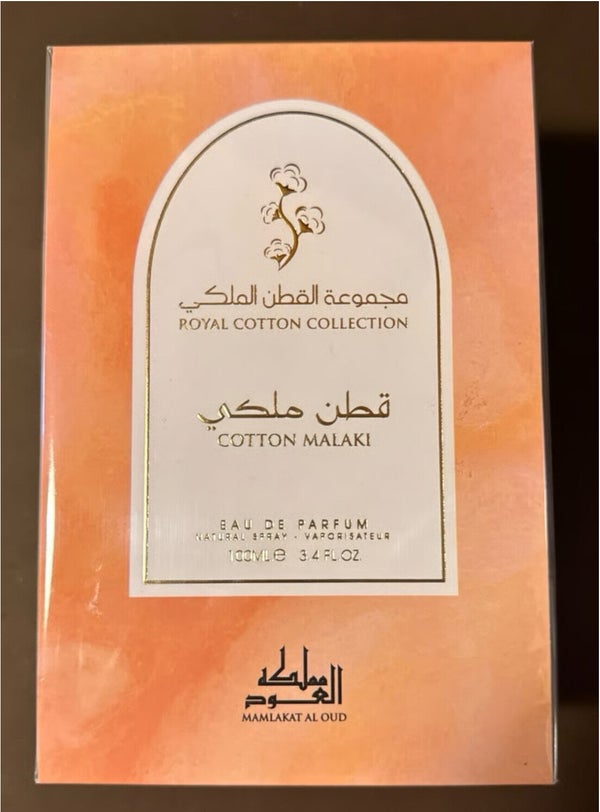 مجموعة القطن الملكي
ROYAL COTTON COLLECTION
قطن ملكي
COTTON MALAKI
EAU DE PARFUM
NATURAL SPRAY - VAPORISATEUR
100ML℮ 3.4 FL.OZ.
مملكة
العود
MAMLAKAT AL OUD